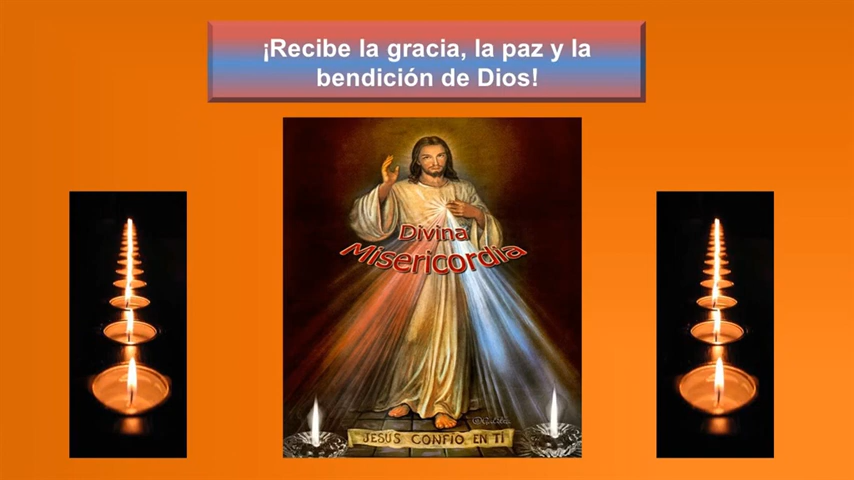 ¡Recibe la gracia, la paz y la
bendición de Dios!
Divina
Misericordia
JESUS CONFIO EN TI